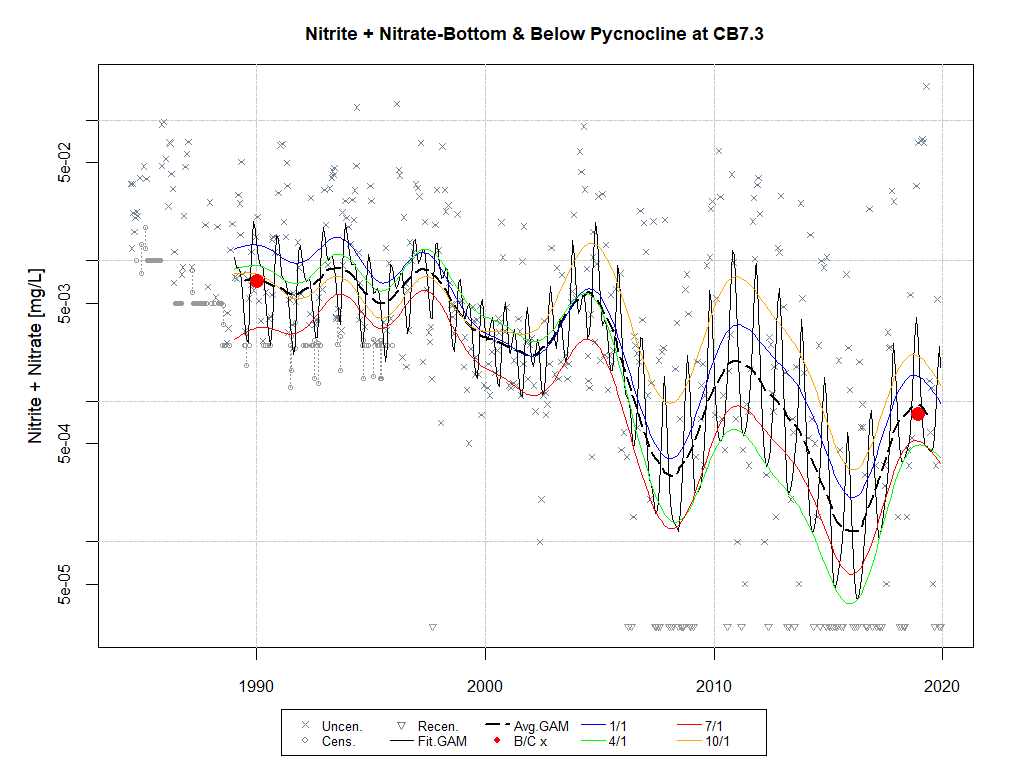 Nitrite + Nitrate-Bottom & Below Pycnocline at CB7.3
Nitrite + Nitrate [mg/L]
5e-02
5e-03
5e-04
5e-05
1990 2000 2010 2020
Uncen. Recen. Avg.GAM 1/1 7/1
Cens. Fit.GAM B/C x 4/1 10/1